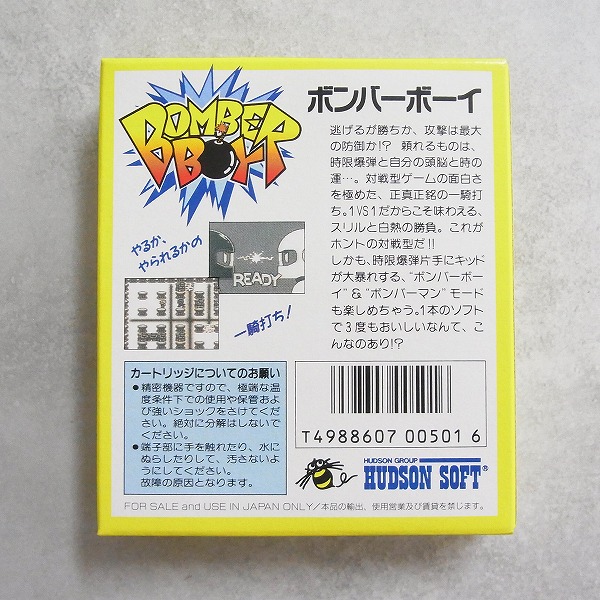 BOMBER BOY
ボンバーボーイ
逃げるが勝ちか、攻撃は最大
の防御か!? 頼れるものは、
時限爆弾と自分の頭脳と時の
運…。対戦型ゲームの面白さ
を極めた、正真正銘の一騎打
ち。1VS1だからこそ味わえる、
スリルと白熱の勝負。これが
ホントの対戦型だ!!
しかも、時限爆弾片手にキッド
が大暴れする、“ボンバーボー
イ”&“ボンバーマン”モード
も楽しめちゃう。1本のソフト
で3度もおいしいなんて、こ
んなのあり!?
やるか、
やられるかの
READY
一騎打ち!
カートリッジについてのお願い
●精密機器ですので、極端な温
度条件下での使用や保管およ
び強いショックをさけてくだ
さい。絶対に分解はしないで
ください。
●端子部に手を触れたり、水に
ぬらしたりして、汚さないよ
うにしてください。
故障の原因となります。
T4988607 005016
HUDSON GROUP
HUDSON SOFT®
FOR SALE and USE IN JAPAN ONLY/本品の輸出、使用営業及び賃貸を禁じます。